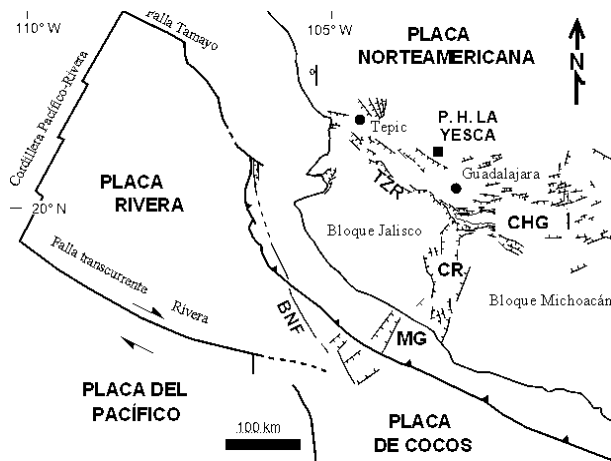 110° W
Falla Tamayo
105° W
PLACA
NORTEAMERICANA
N
Cordillera Pacífico-Rivera
Tepic
P. H. LA
YESCA
Guadalajara
TZR
PLACA
RIVERA
20° N
Bloque Jalisco
CHG
CR
Bloque Michoacán
Falla transcurrente
Rivera
BNF
MG
PLACA DEL
PACÍFICO
PLACA
DE COCOS
100 km